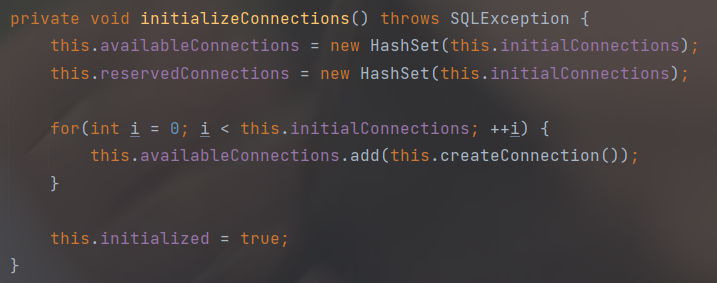 private void initializeConnections() throws SQLException {
    this.availableConnections = new HashSet(this.initialConnections);
    this.reservedConnections = new HashSet(this.initialConnections);

    for(int i = 0; i < this.initialConnections; ++i) {
        this.availableConnections.add(this.createConnection());
    }

    this.initialized = true;
}